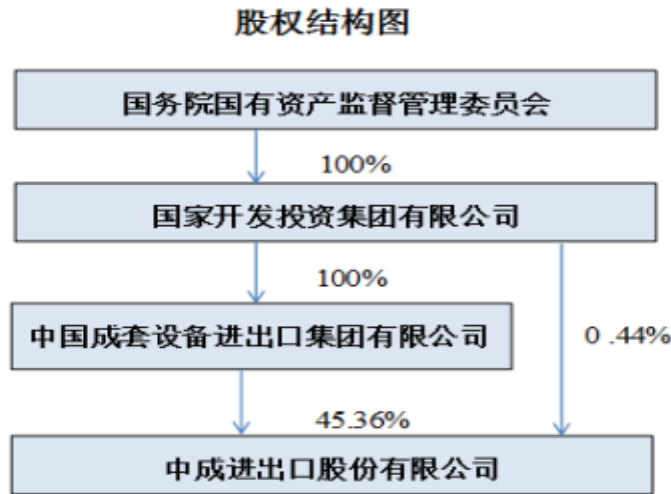 股权结构图
国务院国有资产监督管理委员会
100%
国家开发投资集团有限公司
100%
中国成套设备进出口集团有限公司
0 .44%
45.36%
中成进出口股份有限公司